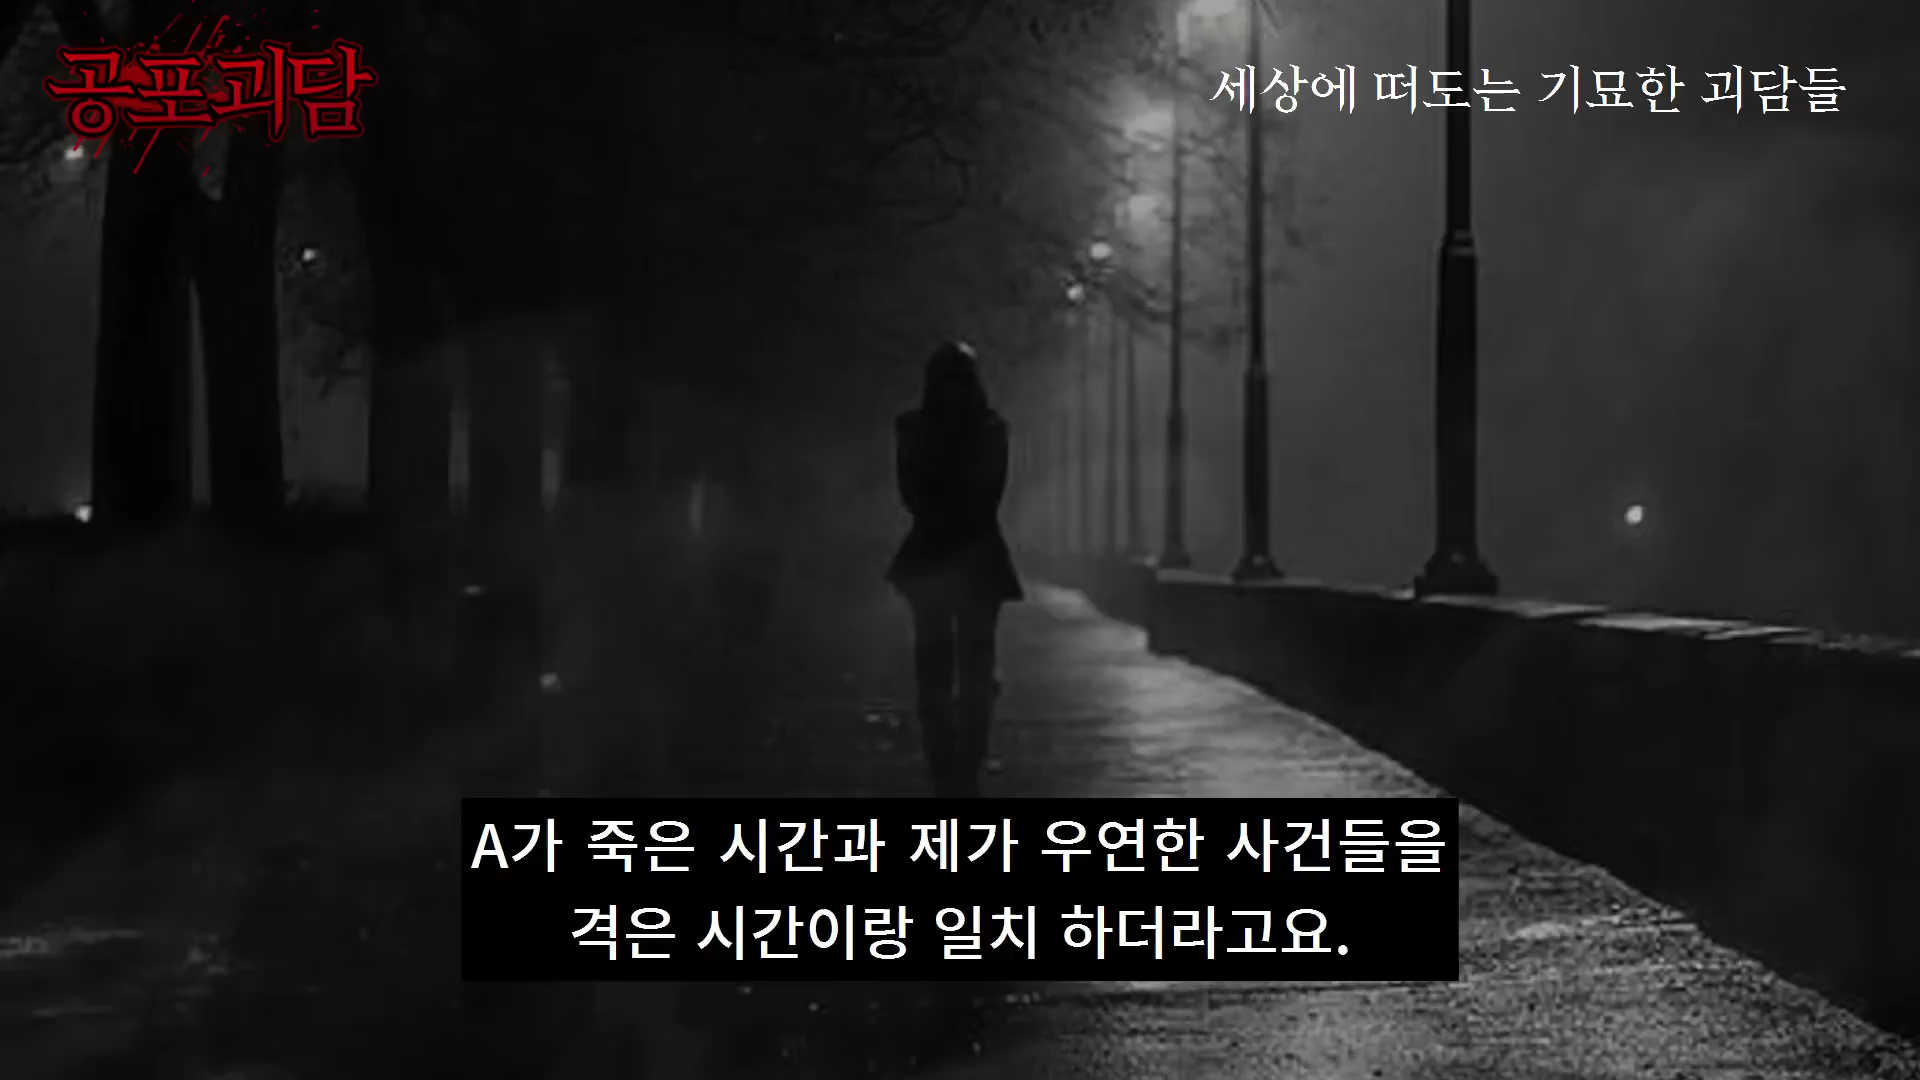 공포괴담
세상에 떠도는 기묘한 괴담들
A가 죽은 시간과 제가 우연한 사건들을
격은 시간이랑 일치 하더라고요.